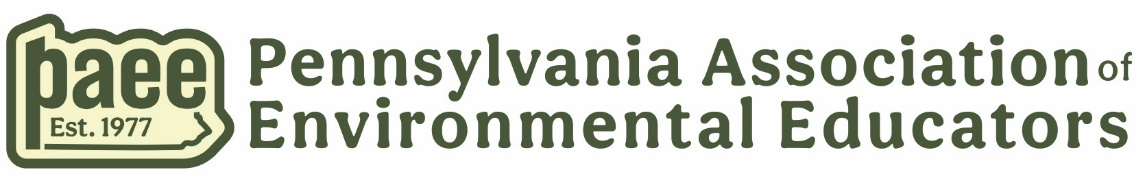 paee
Est. 1977
Pennsylvania Association of
Environmental Educators